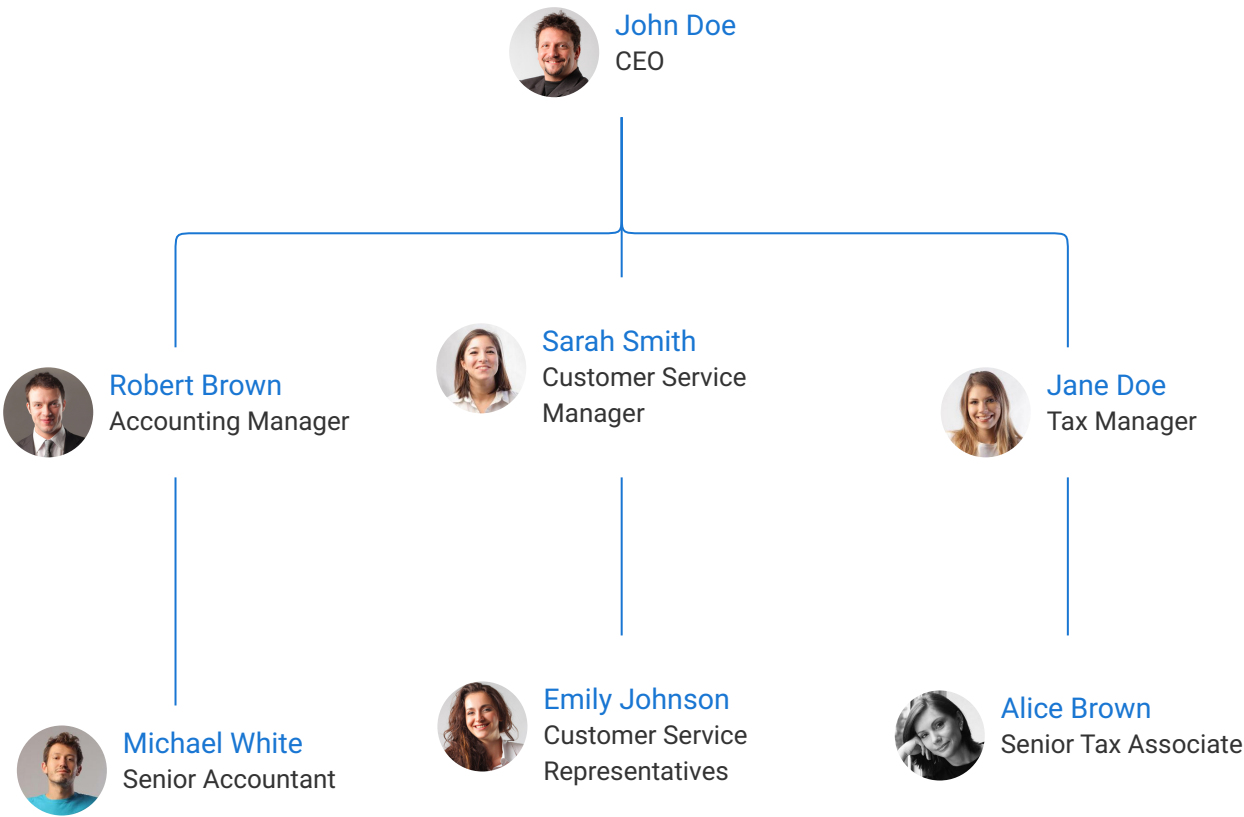 John Doe
CEO
Robert Brown
Accounting Manager
Sarah Smith
Customer Service
Manager
Jane Doe
Tax Manager
Michael White
Senior Accountant
Emily Johnson
Customer Service
Representatives
Alice Brown
Senior Tax Associate